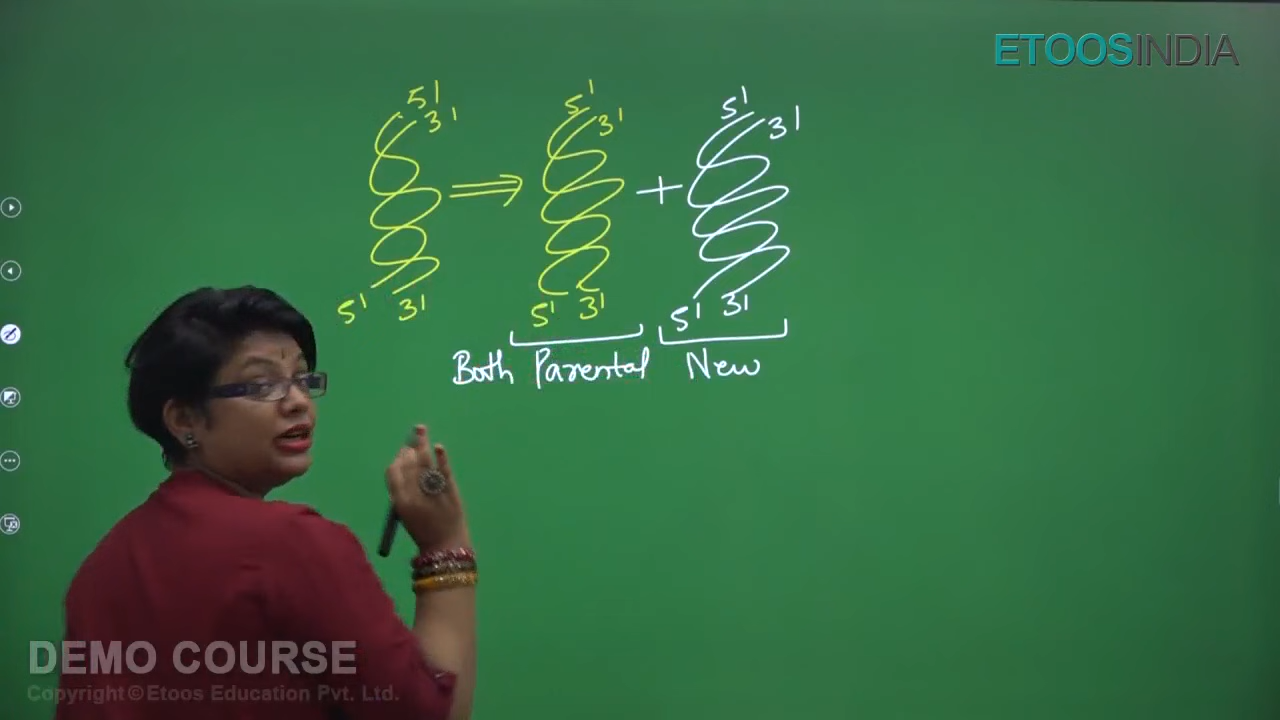 ETOOSINDIA
5' 5' 5'
3' 3' + 3'
5' 3' 5' 3' 5' 3'
Both Parental New
DEMO COURSE
Copyright©Etoos Education Pvt. Ltd.